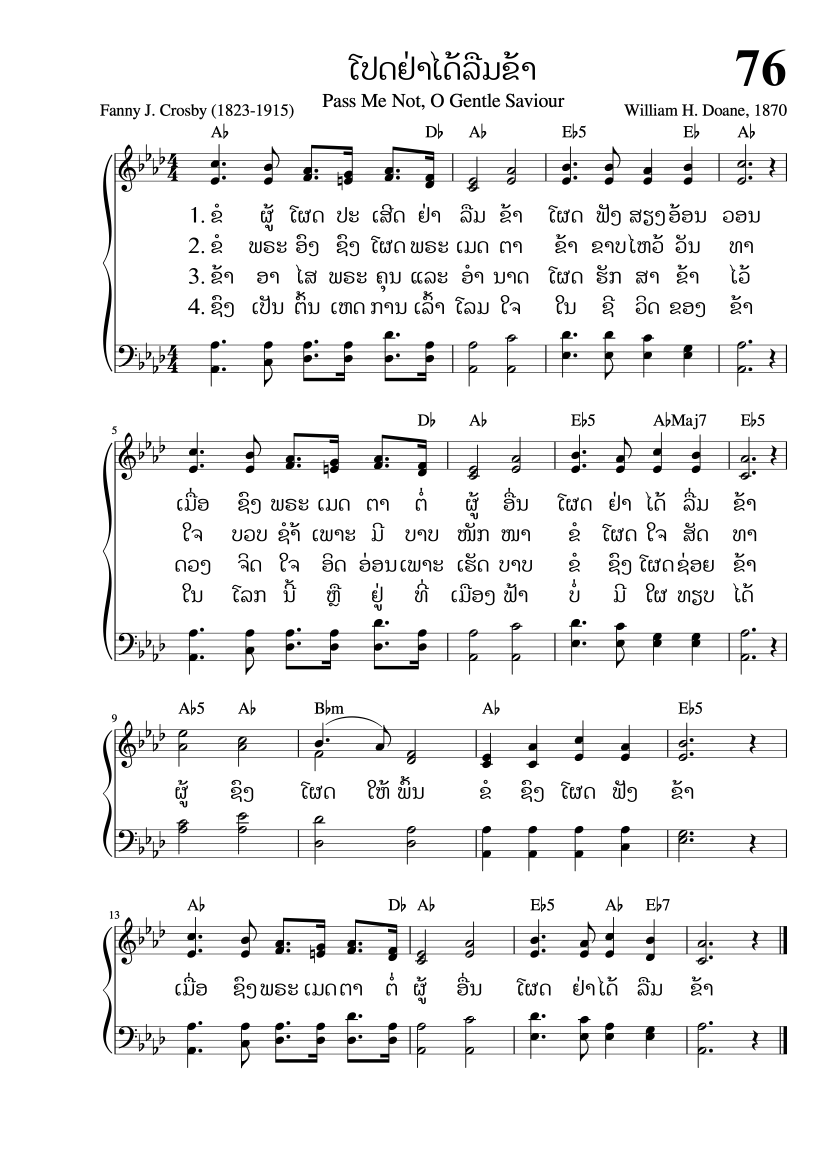 ໂປດຢ່າໄດ້ລືມຂ້າ
76
Pass Me Not, O Gentle Saviour
Fanny J. Crosby (1823-1915)
William H. Doane, 1870
A♭ D♭ A♭ E♭5 E♭ A♭
1. ຂໍ ຜູ້ ໂຜດ ປະ ເສີດ ຢ່າ ລືມ ຂ້າ ໂຜດ ຟັງ ສຽງ ອ້ອນ ວອນ
2. ຂໍ ພຣະ ອົງ ຊົງ ໂຜດ ພຣະ ເມດ ຕາ ຂ້າ ຂາບ ໄຫວ້ ວັນ ທາ
3. ຂ້າ ອາ ໄສ ພຣະ ຄຸນ ແລະ ອຳ ນາດ ໂຜດ ຮັກ ສາ ຂ້າ ໄວ້
4. ຊົງ ເປັນ ຕົ້ນ ເຫດ ການ ເລົ້າ ໂລມ ໃຈ ໃນ ຊີ ວິດ ຂອງ ຂ້າ
5
D♭ A♭ E♭5 A♭Maj7 E♭5
ເມື່ອ ຊົງ ພຣະ ເມດ ຕາ ຕໍ່ ຜູ້ ອື່ນ ໂຜດ ຢ່າ ໄດ້ ລື່ມ ຂ້າ
ໃຈ ບວບ ຊ້ຳ ເພາະ ມີ ບາບ ໜັກ ໜາ ຂໍ ໂຜດ ໃຈ ສັດ ທາ
ດວງ ຈິດ ໃຈ ອິດ ອ່ອນ ເພາະ ເຮັດ ບາບ ຂໍ ຊົງ ໂຜດ ຊ່ອຍ ຂ້າ
ໃນ ໂລກ ນີ້ ຫຼື ຢູ່ ທີ່ ເມືອງ ຟ້າ ບໍ່ ມີ ໃຜ ທຽບ ໄດ້
9
A♭5 A♭ B♭m A♭ E♭5
ຜູ້ ຊົງ ໂຜດ ໃຫ້ ພົ້ນ ຂໍ ຊົງ ໂຜດ ຟັງ ຂ້າ
13
A♭ D♭ A♭ E♭5 A♭ E♭7
ເມື່ອ ຊົງ ພຣະ ເມດ ຕາ ຕໍ່ ຜູ້ ອື່ນ ໂຜດ ຢ່າ ໄດ້ ລືມ ຂ້າ